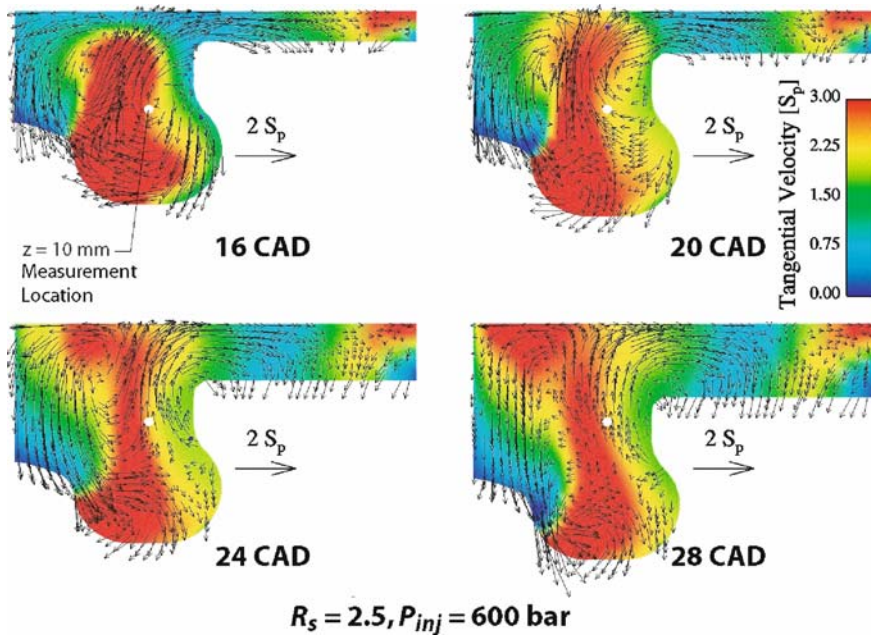 2 Sₚ
2 Sₚ
z = 10 mm
Measurement
Location
16 CAD
20 CAD
Tangential Velocity [Sₚ]
3.00
2.25
1.50
0.75
0.00
2 Sₚ
2 Sₚ
24 CAD
28 CAD
Rₛ = 2.5, Pᵢₙⱼ = 600 bar